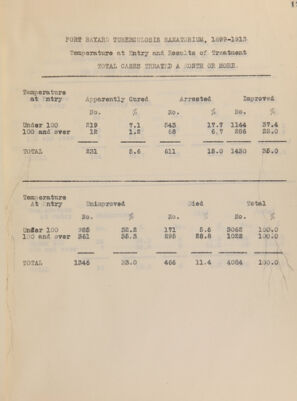 FORT BAYARD TUBERCULOSIS SANATORIUM, 1899-1913
Temperature at Entry and Results of Treatment
TOTAL CASES TREATED A MONTH OR MORE.
Temperature at Entry Apparently Cured Arrested Improved
No. % No. % No. %
Under 100 219 7.1 543 17.7 1144 37.4
100 and over 12 1.2 68 6.7 286 28.0
TOTAL 231 5.6 611 15.0 1430 35.0
Temperature at Entry Unimproved Died Total
No. % No. % No. %
Under 100 985 32.2 171 5.6 3062 100.0
100 and over 361 35.3 295 28.8 1022 100.0
TOTAL 1346 33.0 466 11.4 4084 100.0